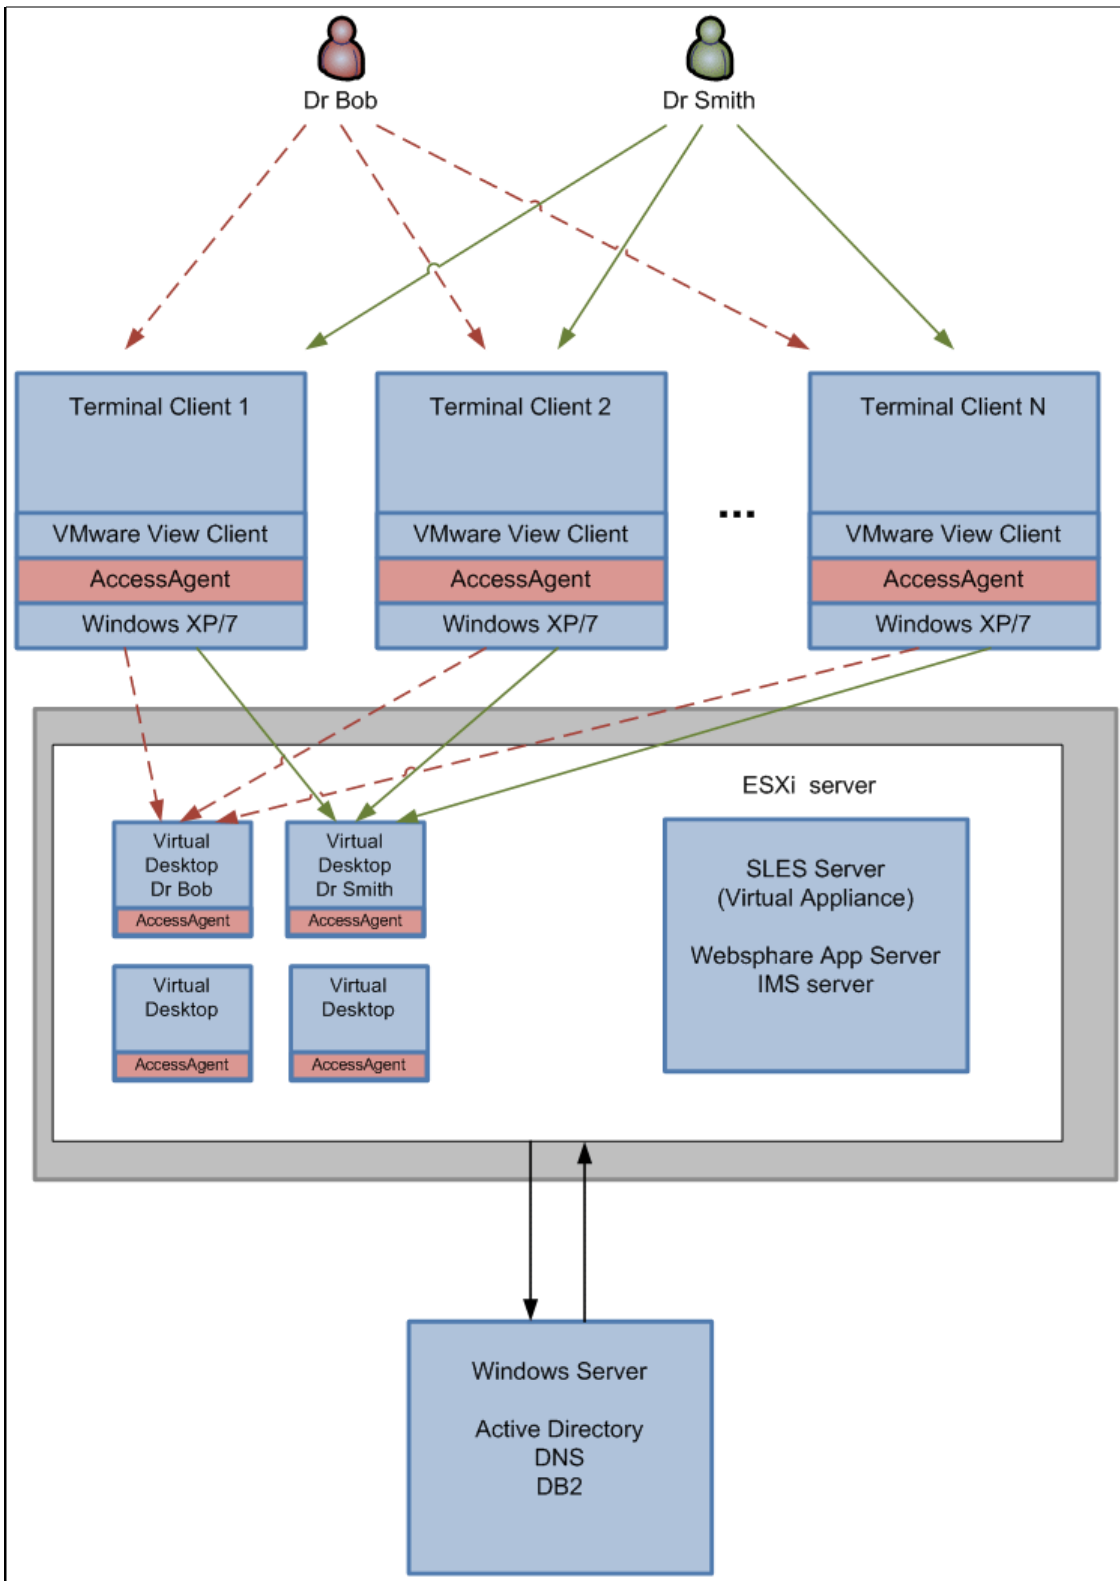 Dr Bob
Dr Smith
Terminal Client 1
Terminal Client 2
Terminal Client N
...
VMware View Client
VMware View Client
VMware View Client
AccessAgent
AccessAgent
AccessAgent
Windows XP/7
Windows XP/7
Windows XP/7
ESXi server
Virtual
Desktop
Dr Bob
AccessAgent
Virtual
Desktop
Dr Smith
AccessAgent
Virtual
Desktop
AccessAgent
Virtual
Desktop
AccessAgent
SLES Server
(Virtual Appliance)
Websphare App Server
IMS server
Windows Server
Active Directory
DNS
DB2